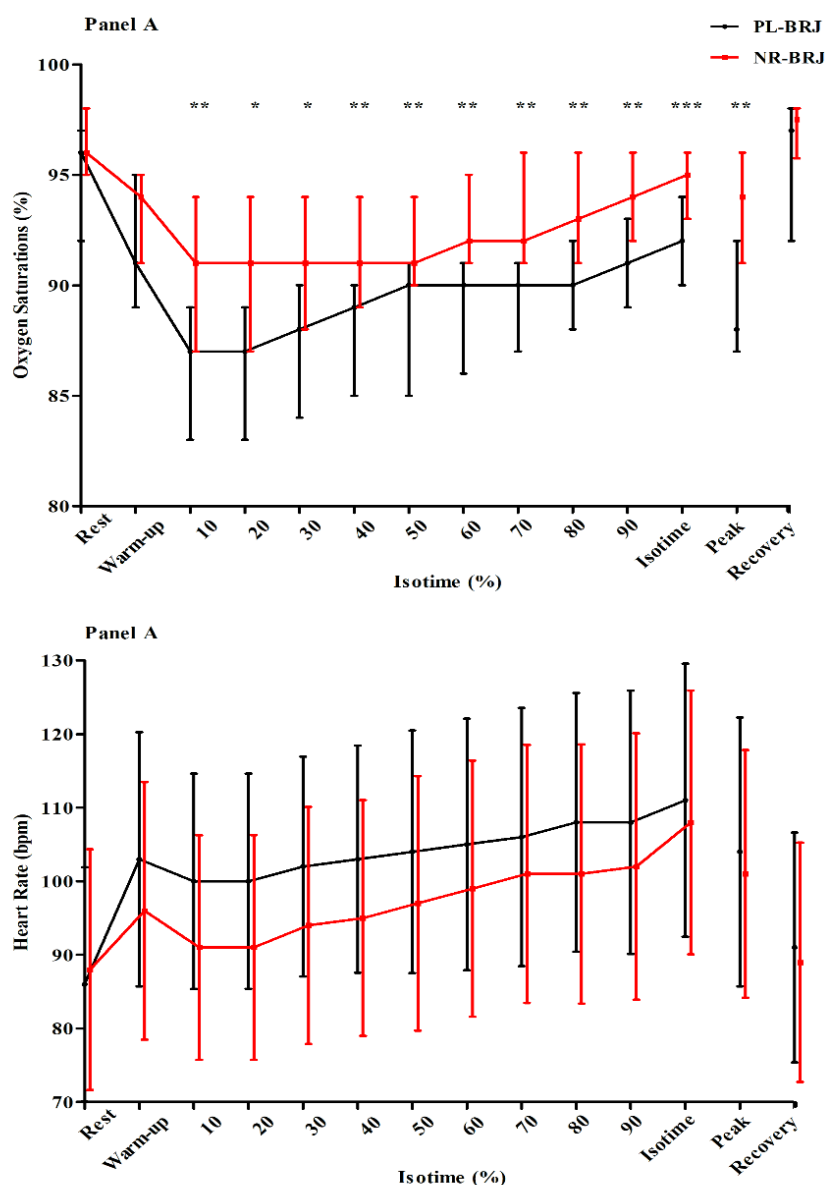 Panel A
PL-BRJ
NR-BRJ
100
95
90
85
80
Oxygen Saturations (%)
** * * ** ** ** ** ** ** *** **
Rest Warm-up 10 20 30 40 50 60 70 80 90 Isotime Peak Recovery
Isotime (%)
Panel A
130
120
110
100
90
80
70
Heart Rate (bpm)
Rest Warm-up 10 20 30 40 50 60 70 80 90 Isotime Peak Recovery
Isotime (%)